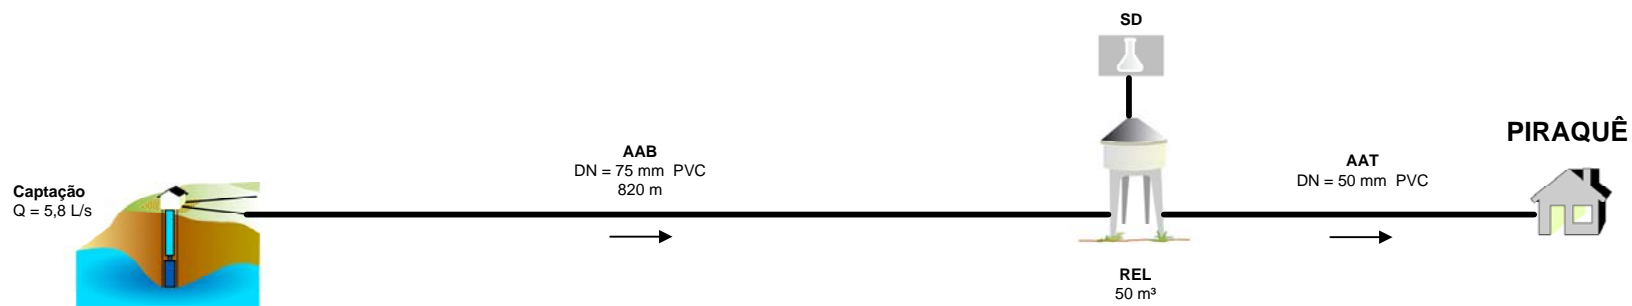 Captação
Q = 5,8 L/s
AAB
DN = 75 mm PVC
820 m
SD
REL
50 m³
AAT
DN = 50 mm PVC
PIRAQUÊ